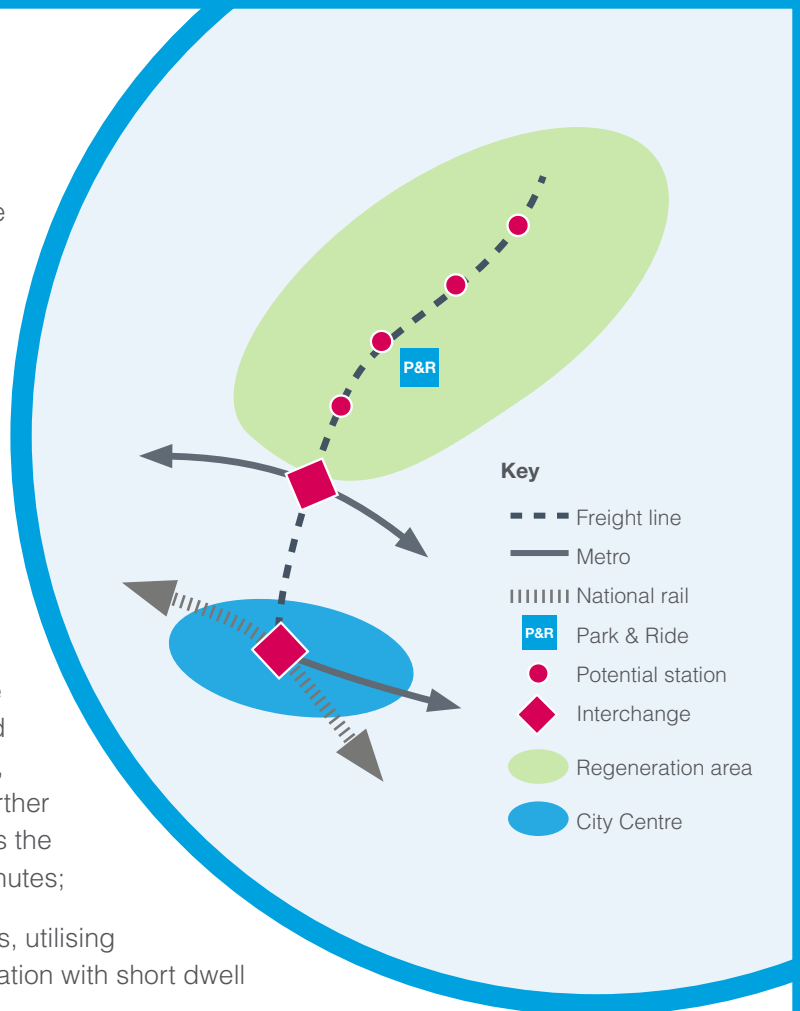 e
e
d
,
rther
s the
nutes;
s, utilising
ation with short dwell
P&R
Key
Freight line
Metro
National rail
P&R Park & Ride
Potential station
Interchange
Regeneration area
City Centre